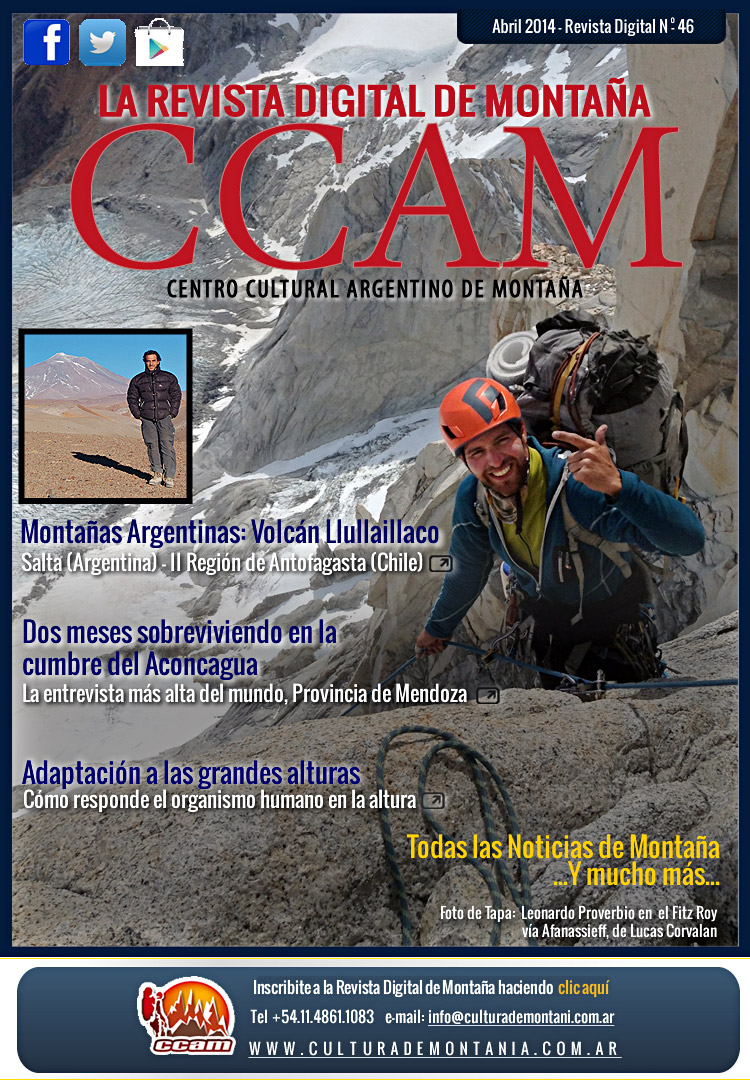 Abril 2014 - Revista Digital Nº 46
LA REVISTA DIGITAL DE MONTAÑA
CCAM
CENTRO CULTURAL ARGENTINO DE MONTAÑA
Montañas Argentinas: Volcán Llullaillaco
Salta (Argentina) - II Región de Antofagasta (Chile)
Dos meses sobreviviendo en la
cumbre del Aconcagua
La entrevista más alta del mundo, Provincia de Mendoza
Adaptación a las grandes alturas
Cómo responde el organismo humano en la altura
Todas las Noticias de Montaña
...Y mucho más...
Foto de Tapa: Leonardo Proverbio en el Fitz Roy
vía Afanassieff, de Lucas Corvalan
Inscribite a la Revista Digital de Montaña haciendo clic aquí
Tel +54.11.4861.1083 e-mail: info@culturademontani.com.ar
ccam
WWW.CULTURADEMONTANIA.COM.AR